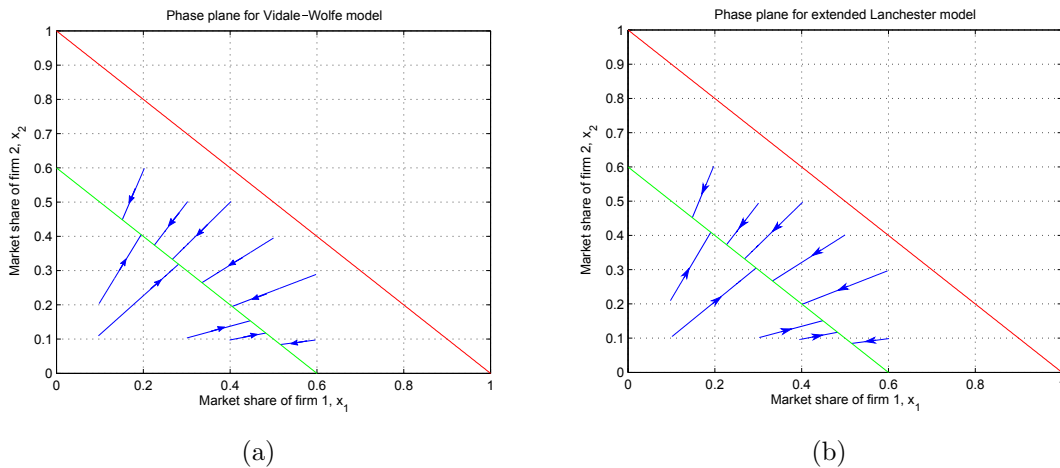 Phase plane for Vidale−Wolfe model
1
0.9
0.8
0.7
0.6
0.5
0.4
0.3
0.2
0.1
0
0 0.2 0.4 0.6 0.8 1
Market share of firm 2, x2
Market share of firm 1, x1
(a)
Phase plane for extended Lanchester model
1
0.9
0.8
0.7
0.6
0.5
0.4
0.3
0.2
0.1
0
0 0.2 0.4 0.6 0.8 1
Market share of firm 2, x2
Market share of firm 1, x1
(b)